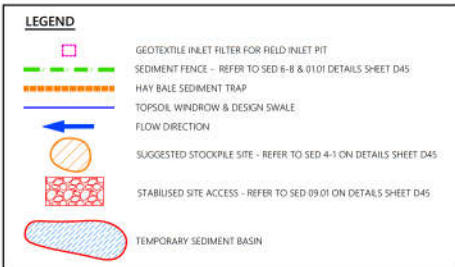 LEGEND
GEOTEXTILE INLET FILTER FOR FIELD INLET PIT
SEDIMENT FENCE - REFER TO SED 6-8 & 01.01 DETAILS SHEET D45
HAY BALE SEDIMENT TRAP
TOPSOIL WINDROW & DESIGN SWALE
FLOW DIRECTION
SUGGESTED STOCKPILE SITE - REFER TO SED 4-1 ON DETAILS SHEET D45
STABILISED SITE ACCESS - REFER TO SED 09.01 ON DETAILS SHEET D45
TEMPORARY SEDIMENT BASIN